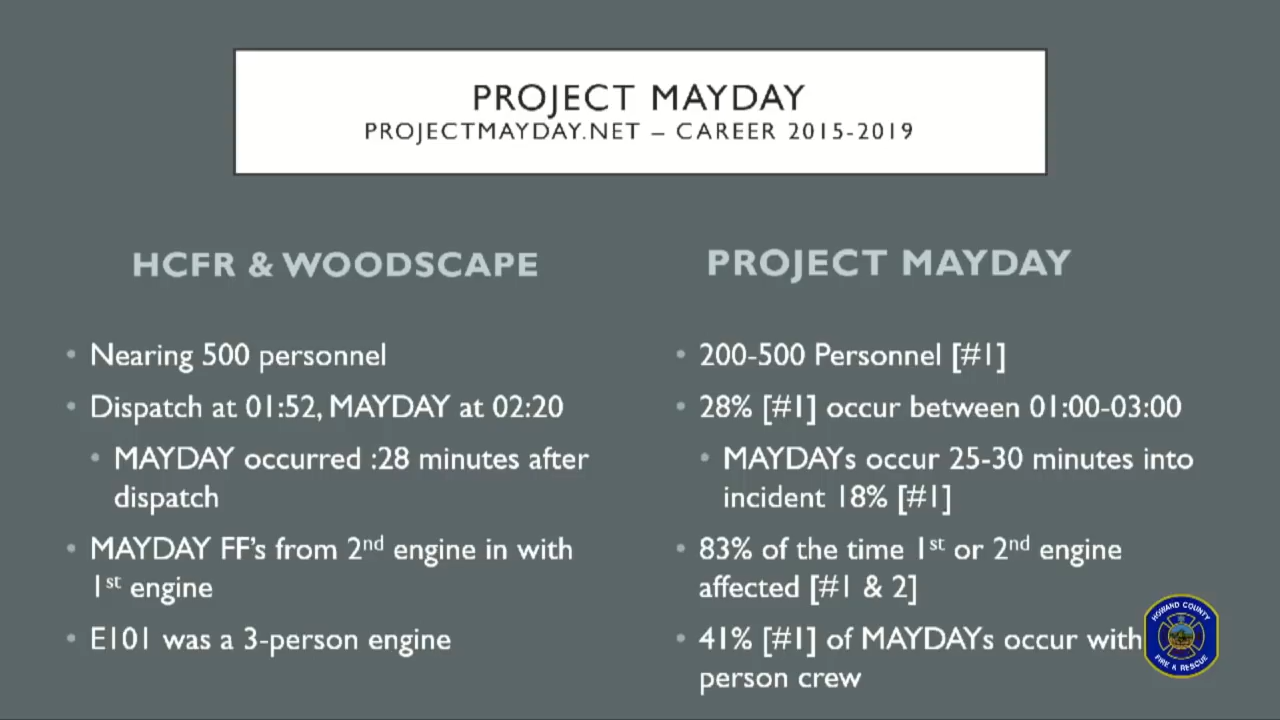 PROJECT MAYDAY
PROJECTMAYDAY.NET – CAREER 2015-2019
HCFR & WOODSCAPE
• Nearing 500 personnel
• Dispatch at 01:52, MAYDAY at 02:20
• MAYDAY occurred :28 minutes after
dispatch
• MAYDAY FF's from 2nd engine in with
1st engine
• E101 was a 3-person engine
PROJECT MAYDAY
• 200-500 Personnel [#1]
• 28% [#1] occur between 01:00-03:00
• MAYDAYs occur 25-30 minutes into
incident 18% [#1]
• 83% of the time 1st or 2nd engine
affected [#1 & 2]
• 41% [#1] of MAYDAYs occur with
person crew
HOWARD COUNTY
FIRE & RESCUE